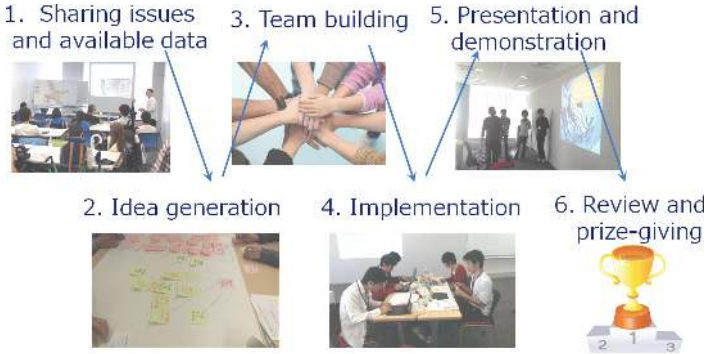 1. Sharing issues
and available data
3. Team building
5. Presentation and
demonstration
2. Idea generation
4. Implementation
6. Review and
prize-giving
2
1
3